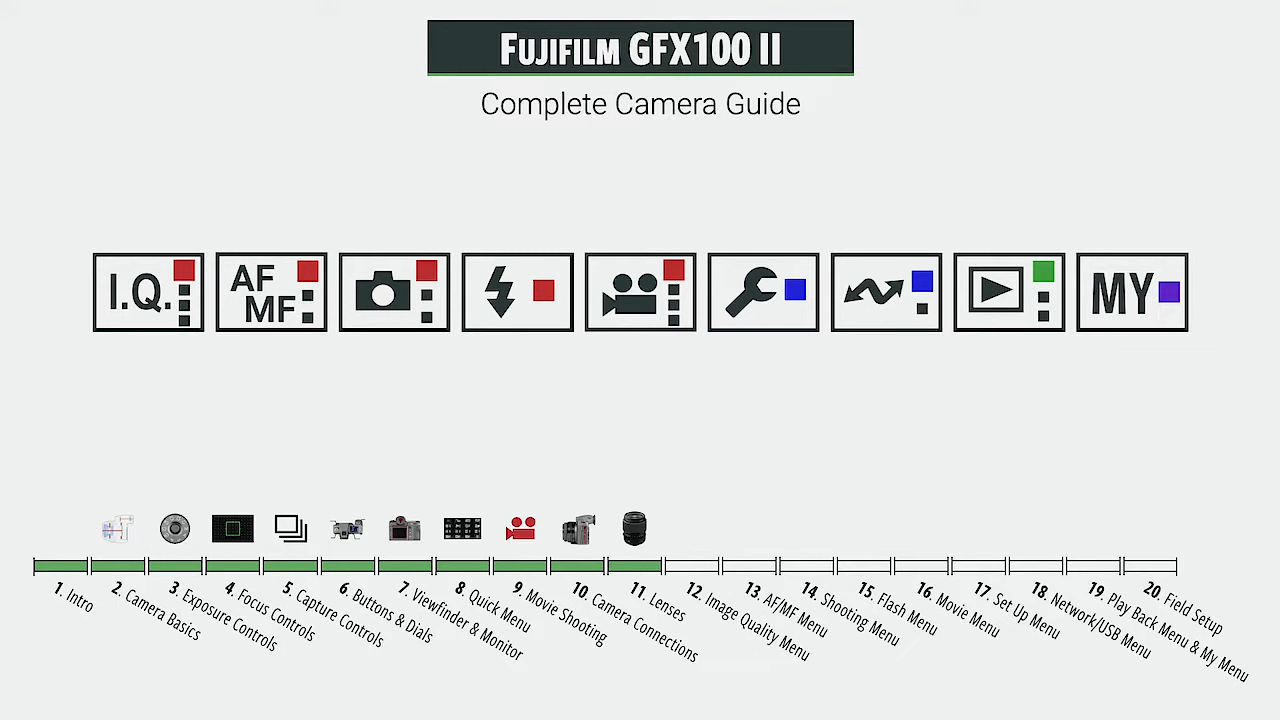 FUJIFILM GFX100 II
Complete Camera Guide
I.Q.
AF
MF
MY
1. Intro
2. Camera Basics
3. Exposure Controls
4. Focus Controls
5. Capture Controls
6. Buttons & Dials
7. Viewfinder & Monitor
8. Quick Menu
9. Movie Shooting
10. Camera Connections
11. Lenses
12. Image Quality Menu
13. AF/MF Menu
14. Shooting Menu
15. Flash Menu
16. Movie Menu
17. Set Up Menu
18. Network/USB Menu
19. Play Back Menu & My Menu
20. Field Setup